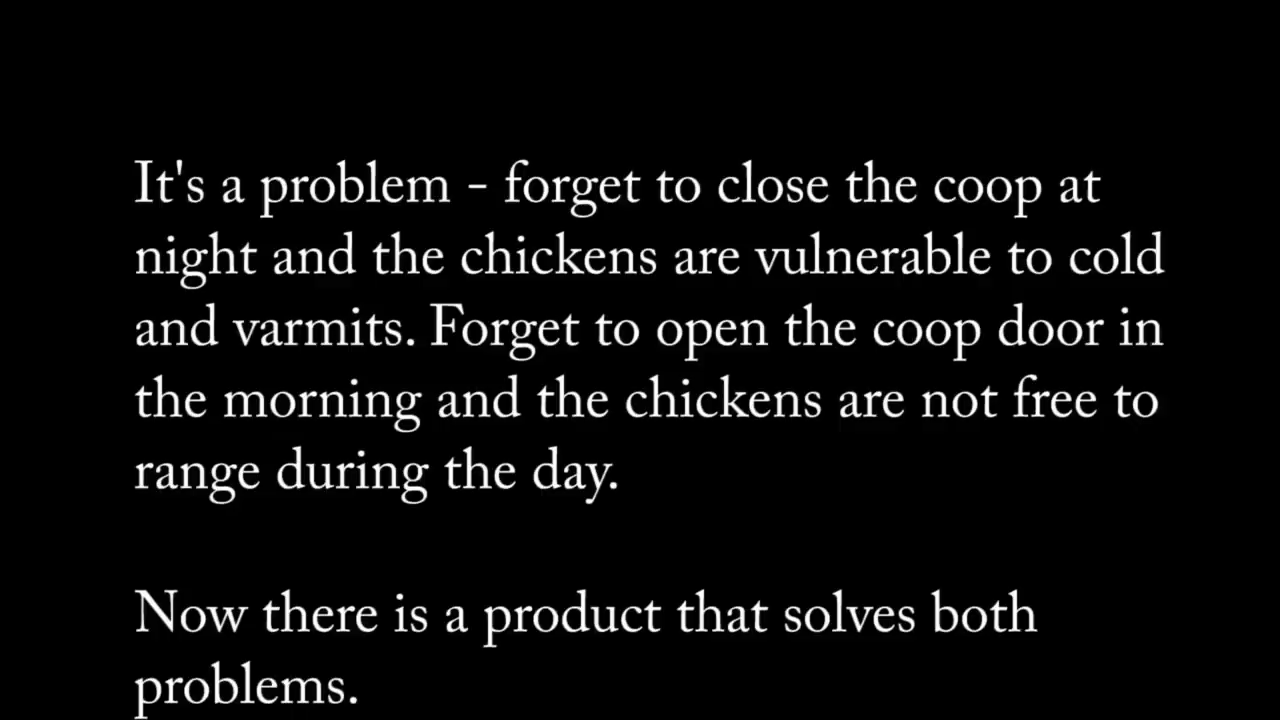 It's a problem - forget to close the coop at
night and the chickens are vulnerable to cold
and varmits. Forget to open the coop door in
the morning and the chickens are not free to
range during the day.
Now there is a product that solves both
problems.